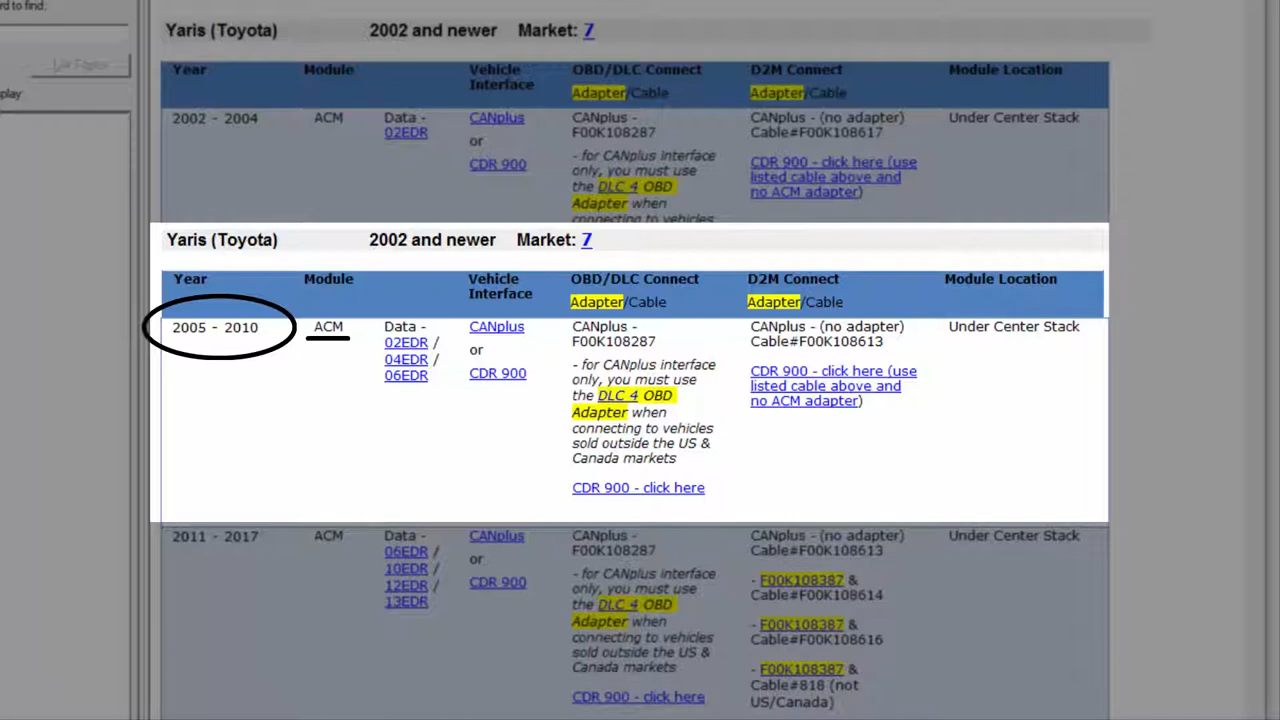 rd to find:
List Topics
play:
Yaris (Toyota) 2002 and newer Market: 7
Year Module Vehicle Interface OBD/DLC Connect Adapter/Cable D2M Connect Adapter/Cable Module Location
2002 - 2004 ACM Data - CANplus CANplus - CANplus - (no adapter) Under Center Stack
02EDR or F00K108287 Cable#F00K108617
CDR 900 - for CANplus interface CDR 900 - click here (use
only, you must use listed cable above and
the DLC 4 OBD no ACM adapter)
Adapter when
connecting to vehicles
Yaris (Toyota) 2002 and newer Market: 7
Year Module Vehicle Interface OBD/DLC Connect Adapter/Cable D2M Connect Adapter/Cable Module Location
2005 - 2010 ACM Data - CANplus CANplus - CANplus - (no adapter) Under Center Stack
02EDR / or F00K108287 Cable#F00K108613
04EDR / CDR 900 - for CANplus interface CDR 900 - click here (use
06EDR only, you must use listed cable above and
the DLC 4 OBD no ACM adapter)
Adapter when
connecting to vehicles
sold outside the US &
Canada markets
CDR 900 - click here
2011 - 2017 ACM Data - CANplus CANplus - CANplus - (no adapter) Under Center Stack
06EDR / or F00K108287 Cable#F00K108613
10EDR / CDR 900 - for CANplus interface - F00K108387 &
12EDR / only, you must use Cable#F00K108614
13EDR the DLC 4 OBD - F00K108387 &
Adapter when Cable#F00K108616
connecting to vehicles - F00K108387 &
sold outside the US & Cable#818 (not
Canada markets US/Canada)
CDR 900 - click here